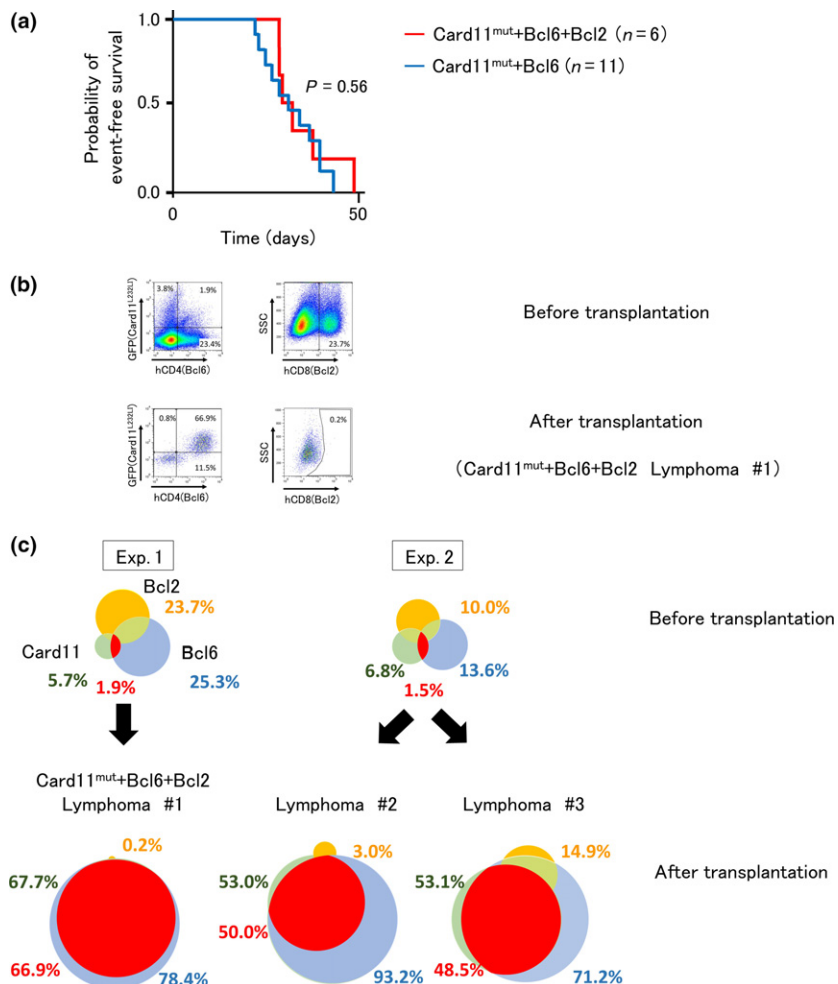 (a)
Card11mut+Bcl6+Bcl2 (n=6)
Card11mut+Bcl6 (n=11)
P = 0.56
Probability of
event-free survival
1.0
0.5
0.0
0
50
Time (days)
(b)
GFP(Card11L232LI)
3.8%
1.9%
23.4%
hCD4(Bcl6)
SSC
23.7%
hCD8(Bcl2)
Before transplantation
GFP(Card11L232LI)
0.8%
66.9%
11.5%
hCD4(Bcl6)
SSC
0.2%
hCD8(Bcl2)
After transplantation
(Card11mut+Bcl6+Bcl2 Lymphoma #1)
(c)
Exp. 1
Exp. 2
Bcl2
23.7%
10.0%
Before transplantation
Card11
Bcl6
5.7%
1.9%
25.3%
6.8%
1.5%
13.6%
Card11mut+Bcl6+Bcl2
Lymphoma #1
Lymphoma #2
Lymphoma #3
0.2%
3.0%
14.9%
67.7%
53.0%
53.1%
After transplantation
66.9%
78.4%
50.0%
93.2%
48.5%
71.2%